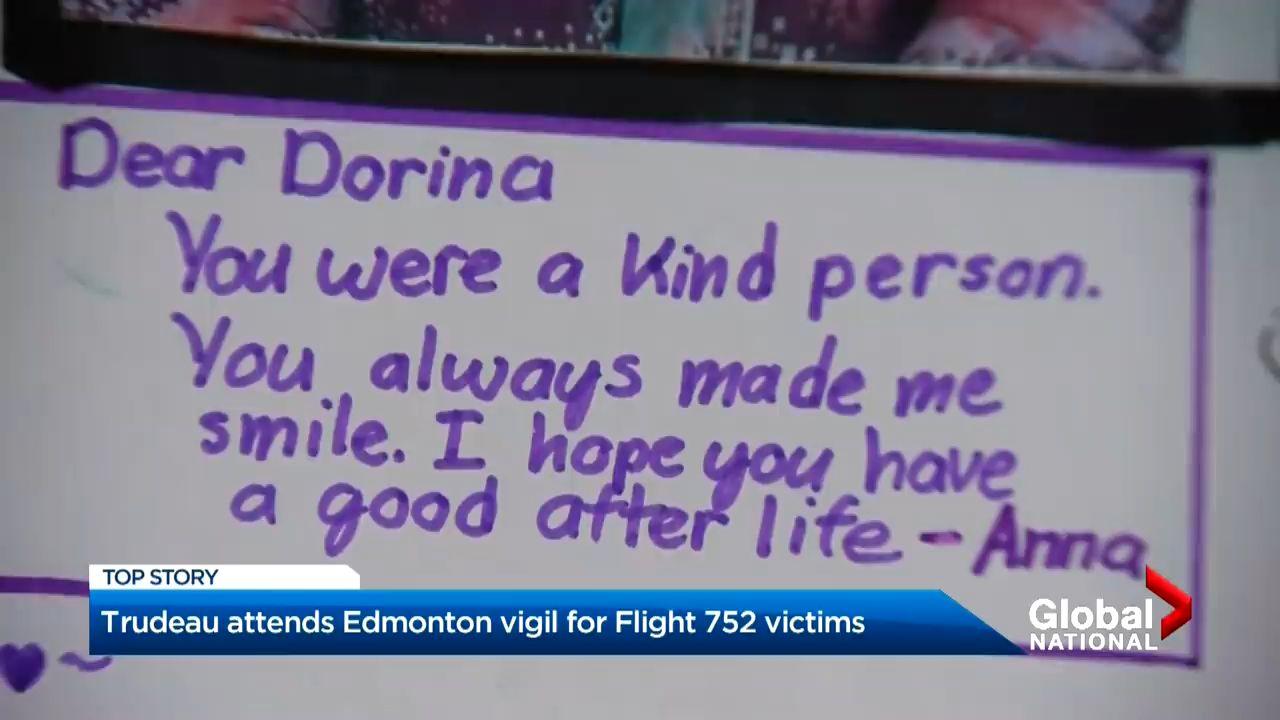 Dear Dorina
You were a kind person.
You always made me
smile. I hope you have
a good after life - Anna
TOP STORY
Trudeau attends Edmonton vigil for Flight 752 victims
Global
NATIONAL